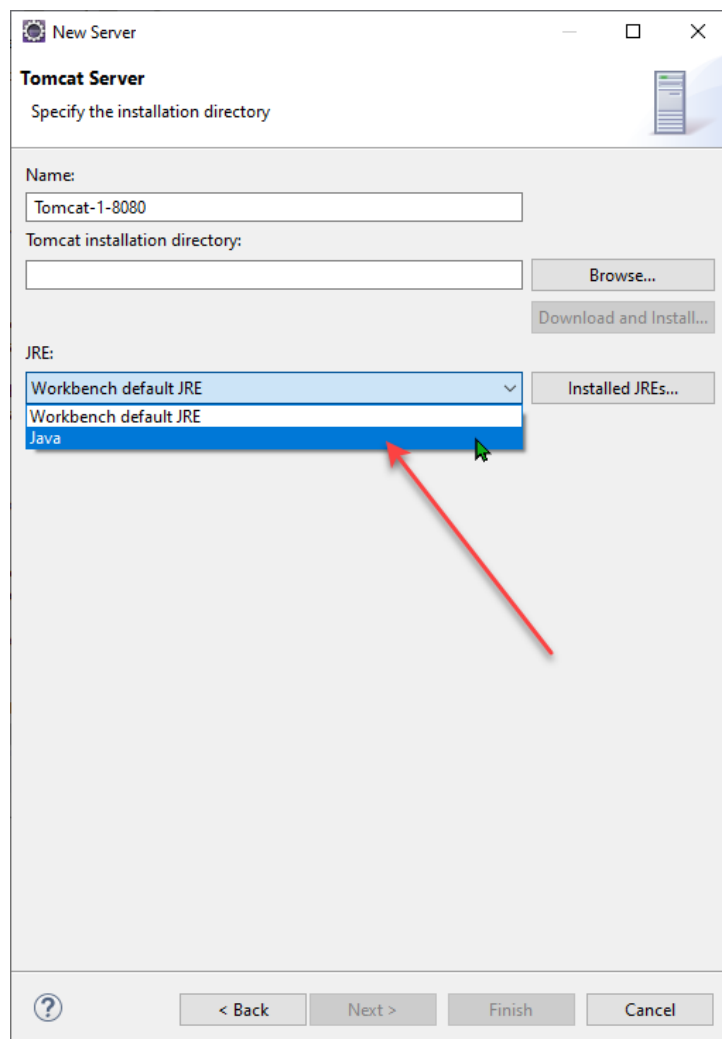 New Server
Tomcat Server
Specify the installation directory
Name:
Tomcat-1-8080
Tomcat installation directory:
Browse...
Download and Install...
JRE:
Workbench default JRE
Installed JREs...
Workbench default JRE
Java
?
< Back
Next >
Finish
Cancel